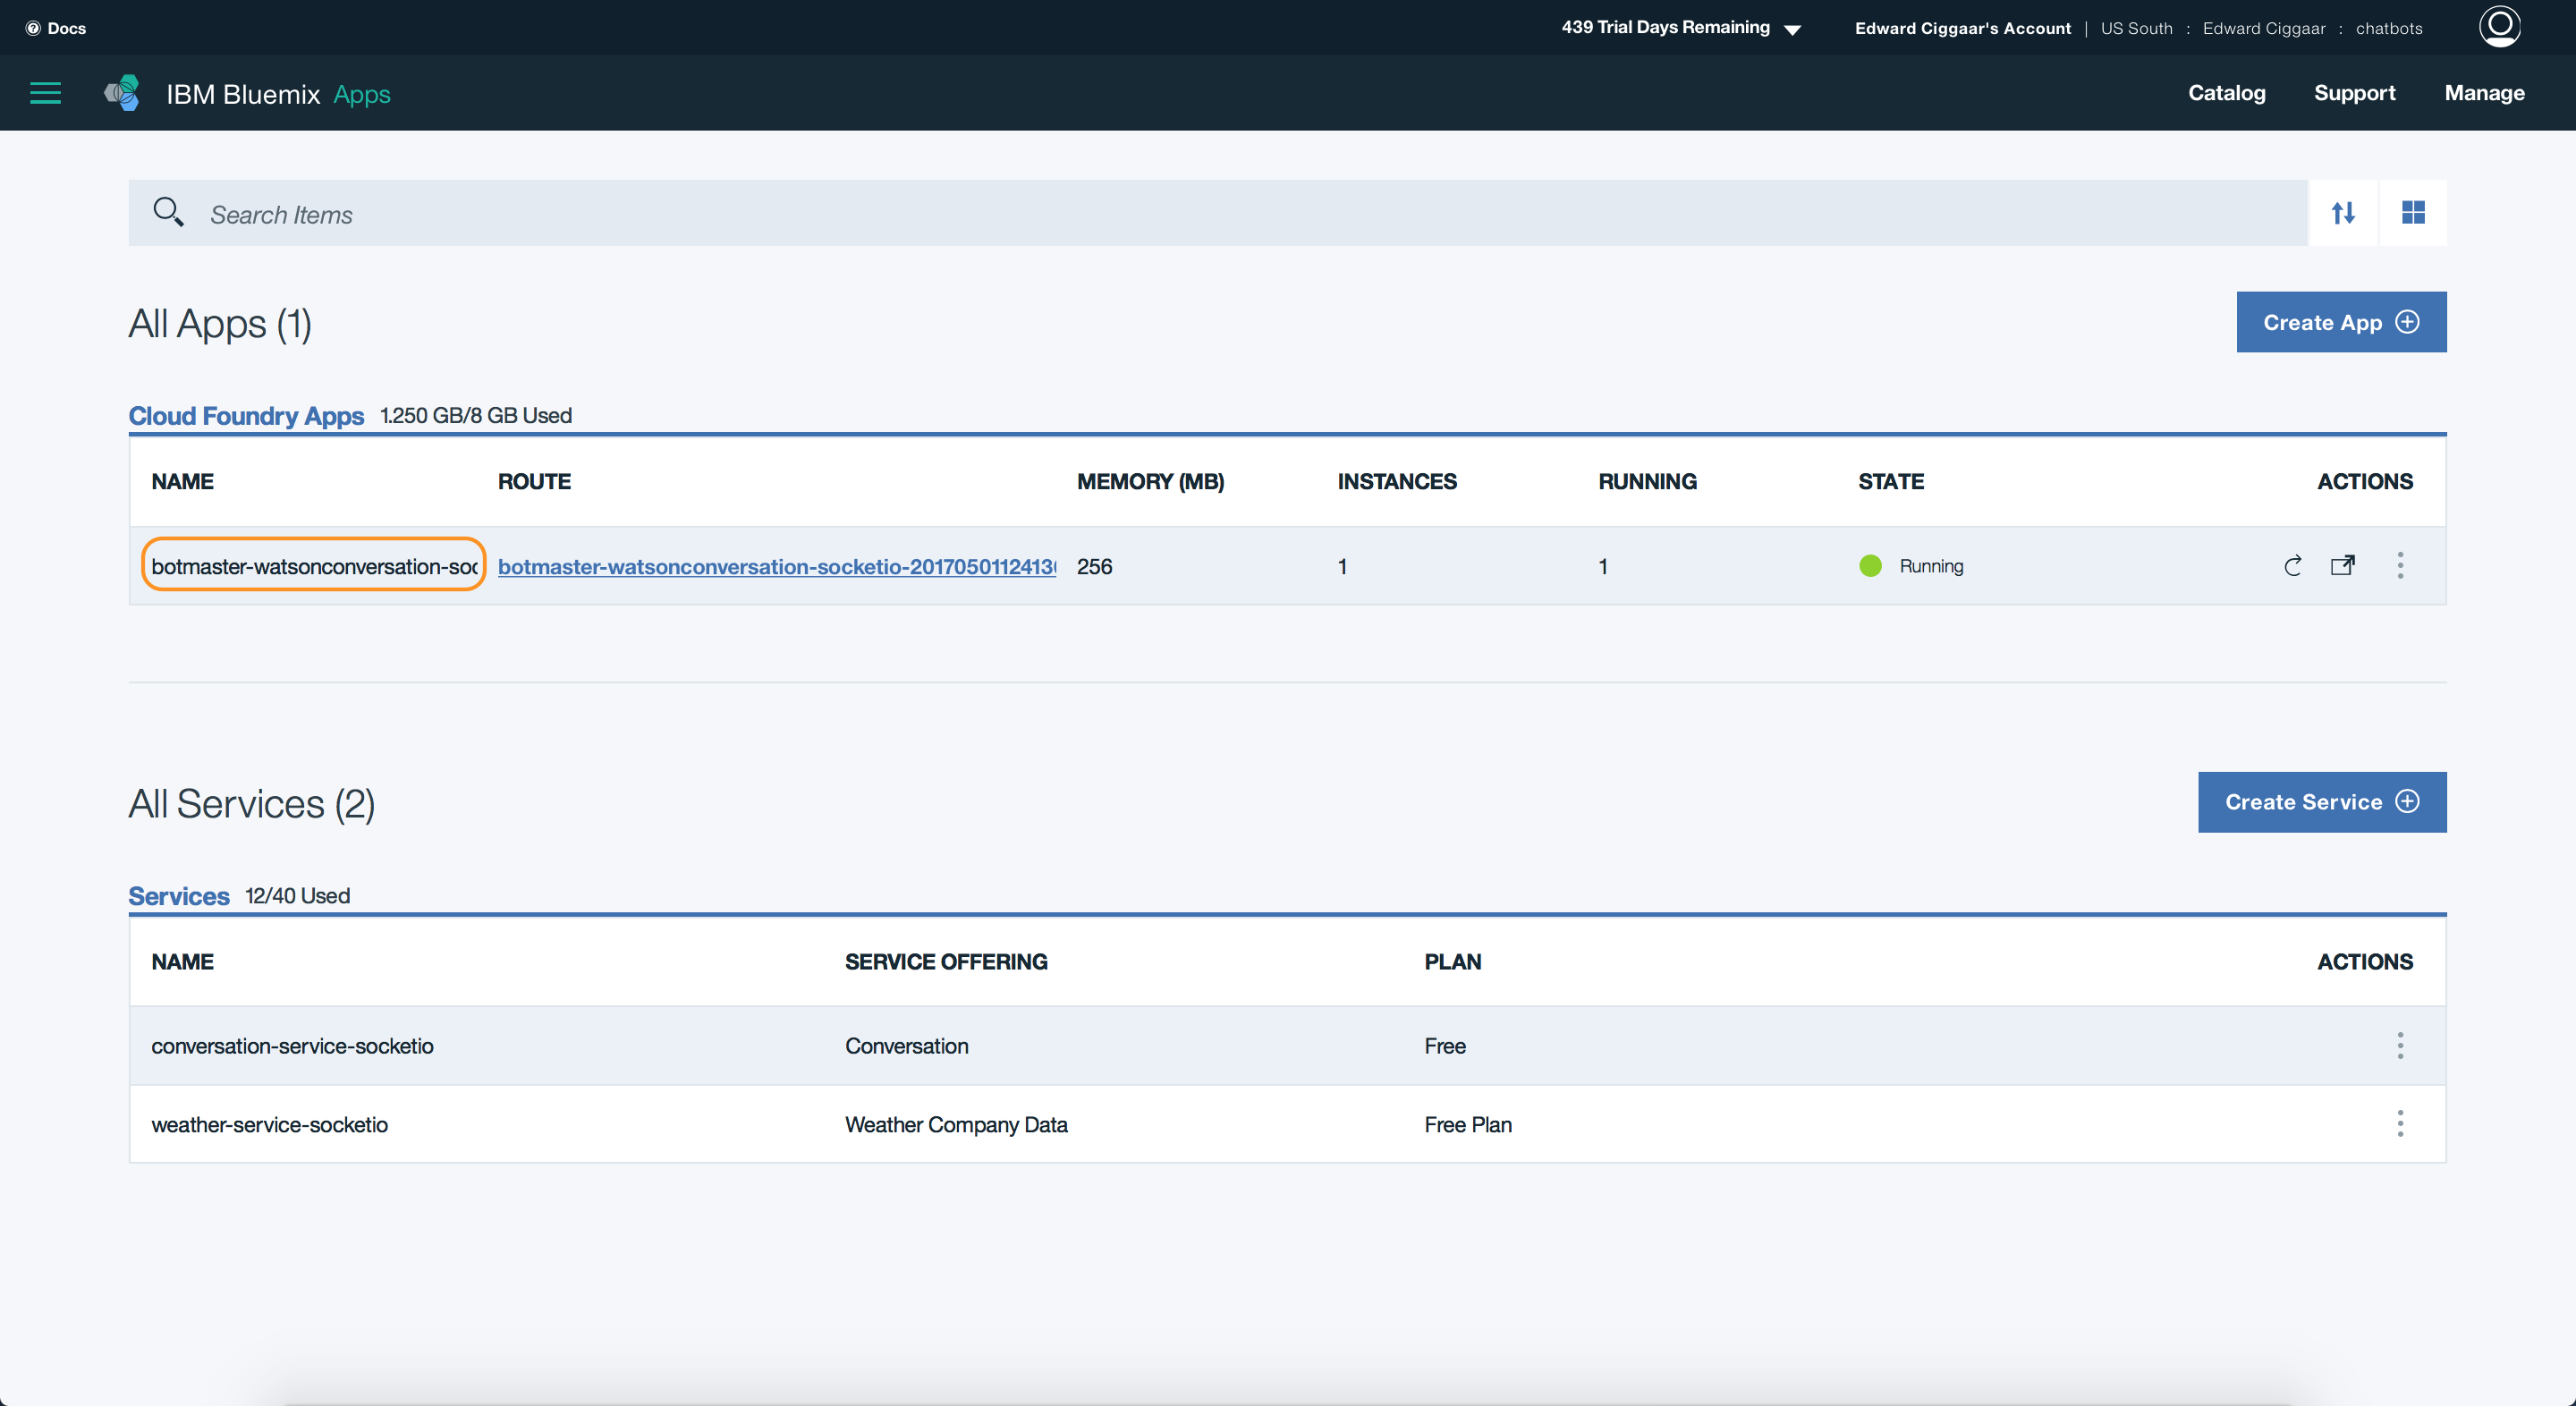 Docs
439 Trial Days Remaining
Edward Ciggaar's Account | US South : Edward Ciggaar : chatbots
IBM Bluemix Apps
Catalog Support Manage
Search Items
All Apps (1)
Create App
Cloud Foundry Apps 1.250 GB/8 GB Used
NAME ROUTE MEMORY (MB) INSTANCES RUNNING STATE ACTIONS
botmaster-watsonconversation-soc botmaster-watsonconversation-socketio-2017050112413 256 1 1 Running
All Services (2)
Create Service
Services 12/40 Used
NAME SERVICE OFFERING PLAN ACTIONS
conversation-service-socketio Conversation Free
weather-service-socketio Weather Company Data Free Plan